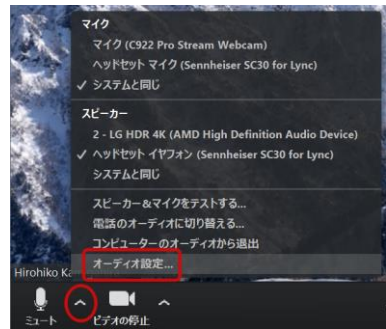 マイク
マイク (C922 Pro Stream Webcam)
ヘッドセット マイク (Sennheiser SC30 for Lync)
✓ システムと同じ
スピーカー
2 - LG HDR 4K (AMD High Definition Audio Device)
✓ ヘッドセット イヤフォン (Sennheiser SC30 for Lync)
システムと同じ
スピーカー&マイクをテストする...
電話のオーディオに切り替える...
コンピューターのオーディオから退出
オーディオ設定...
Hirohiko Ka
ミュート
ビデオの停止